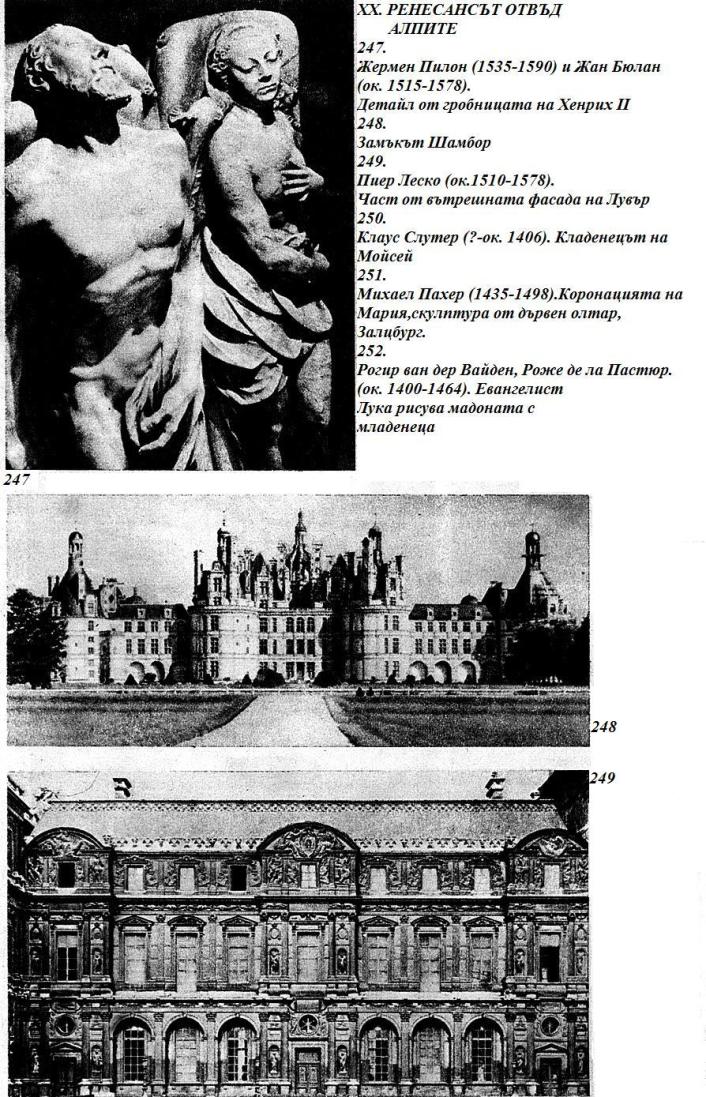 XX. РЕНЕСАНСЪТ ОТВЪД
АЛПИТЕ
247.
Жермен Пилон (1535-1590) и Жан Бюлан
(ок. 1515-1578).
Детайл от гробницата на Хенрих II
248.
Замъкът Шамбор
249.
Пиер Леско (ок.1510-1578).
Част от вътрешната фасада на Лувър
250.
Клаус Слутер (?-ок. 1406). Кладенецът на
Мойсей
251.
Михаел Пахер (1435-1498).Коронацията на
Мария,скулптура от дървен олтар,
Залцбург.
252.
Рогир ван дер Вайден, Роже де ла Пастюр.
(ок. 1400-1464). Евангелист
Лука рисува мадоната с
младенеца
247
248
249